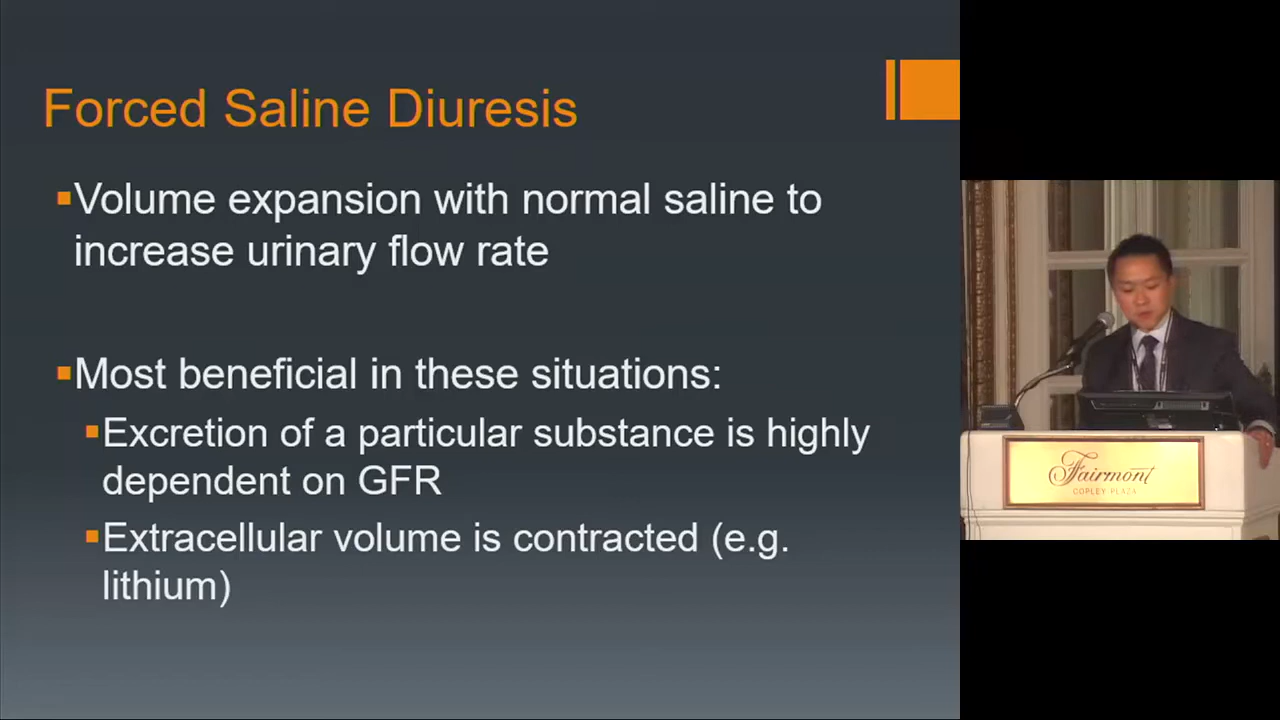 Forced Saline Diuresis
▪Volume expansion with normal saline to
increase urinary flow rate
▪Most beneficial in these situations:
▪Excretion of a particular substance is highly
dependent on GFR
▪Extracellular volume is contracted (e.g.
lithium)
Fairmont
COPLEY PLAZA